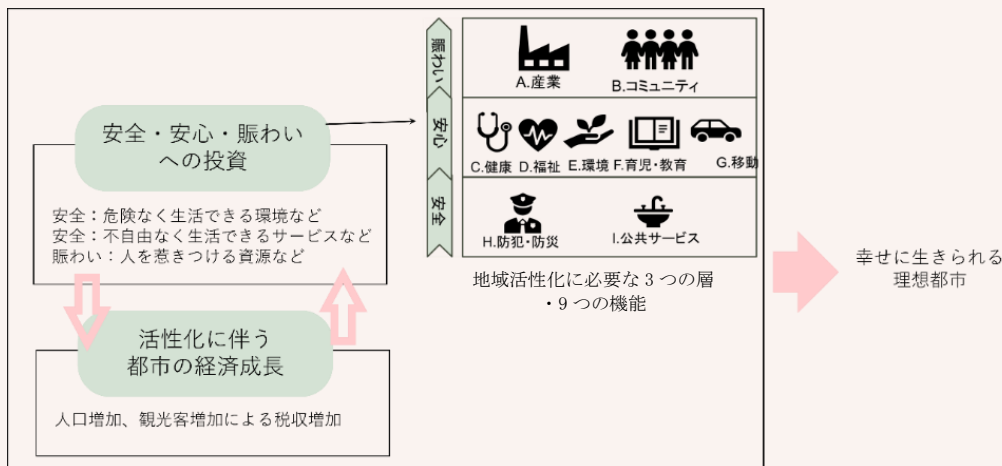 安全・安心・賑わい
への投資
安全：危険なく生活できる環境など
安全：不自由なく生活できるサービスなど
賑わい：人を惹きつける資源など
活性化に伴う
都市の経済成長
人口増加、観光客増加による税収増加
賑わい
安心
安全
A.産業
B.コミュニティ
C.健康 D.福祉 E.環境 F.育児・教育 G.移動
H.防犯・防災
I.公共サービス
地域活性化に必要な 3 つの層
・9 つの機能
幸せに生きられる
理想都市